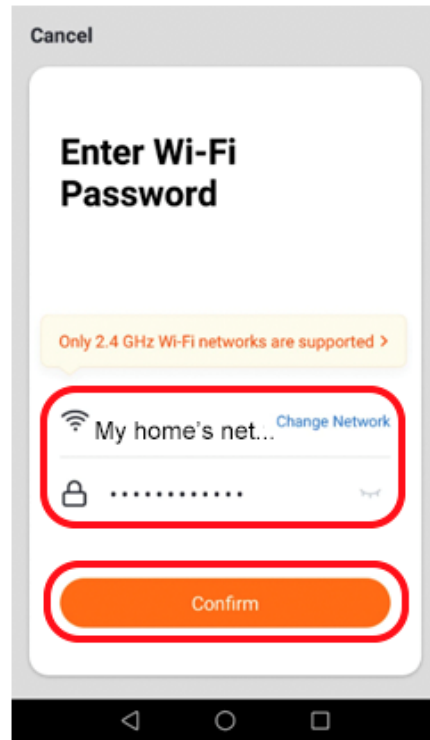 Cancel
Enter Wi-Fi
Password
Only 2.4 GHz Wi-Fi networks are supported >
My home's net... Change Network
••••••••••••
Confirm